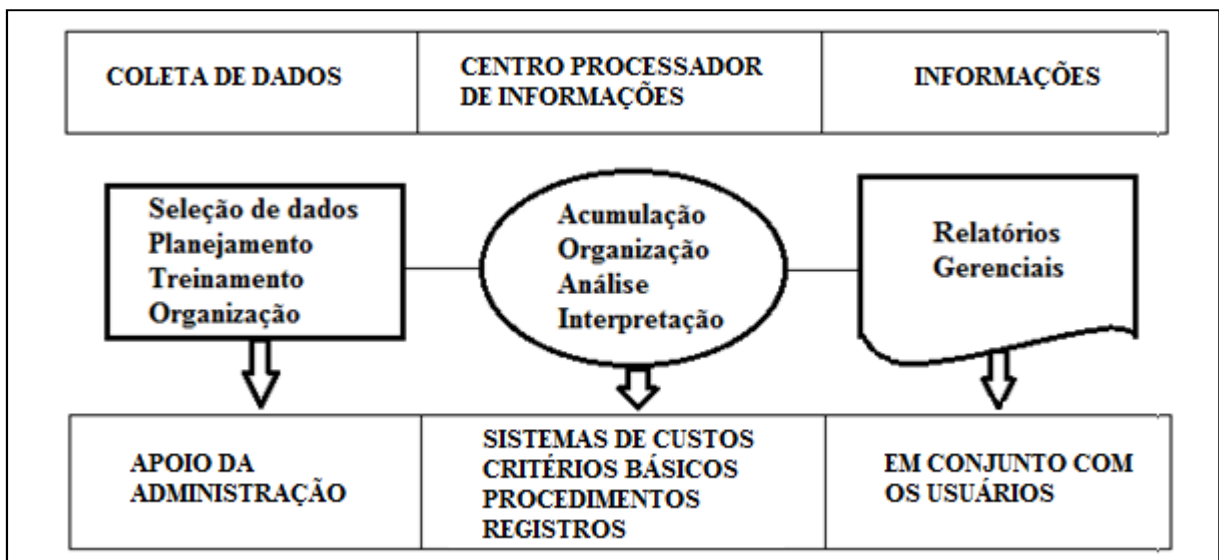 COLETA DE DADOS
CENTRO PROCESSADOR
DE INFORMAÇÕES
INFORMAÇÕES
Seleção de dados
Planejamento
Treinamento
Organização
Acumulação
Organização
Análise
Interpretação
Relatórios
Gerenciais
APOIO DA
ADMINISTRAÇÃO
SISTEMAS DE CUSTOS
CRITÉRIOS BÁSICOS
PROCEDIMENTOS
REGISTROS
EM CONJUNTO COM
OS USUÁRIOS